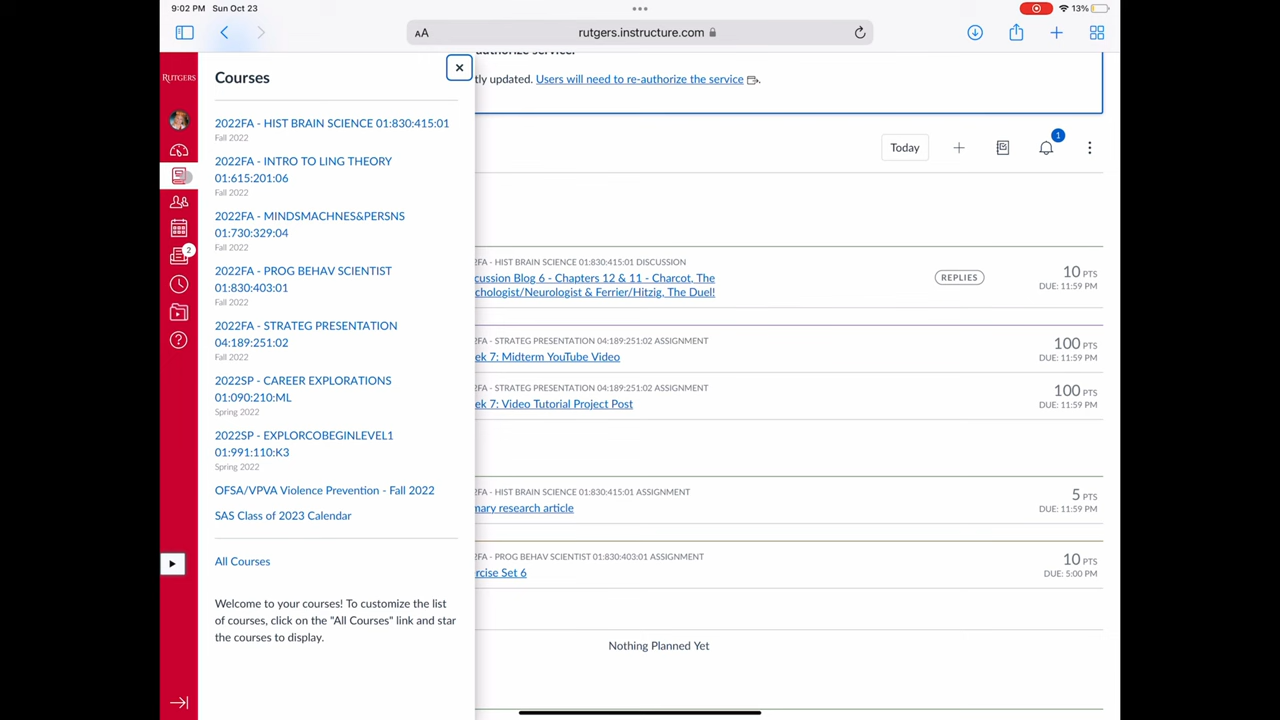 9:02 PM Sun Oct 23
13%
AA
rutgers.instructure.com
RUTGERS
Courses
2022FA - HIST BRAIN SCIENCE 01:830:415:01
Fall 2022
2022FA - INTRO TO LING THEORY
01:615:201:06
Fall 2022
2022FA - MINDSMACHNES&PERSNS
01:730:329:04
Fall 2022
2022FA - PROG BEHAV SCIENTIST
01:830:403:01
Fall 2022
2022FA - STRATEG PRESENTATION
04:189:251:02
Fall 2022
2022SP - CAREER EXPLORATIONS
01:090:210:ML
Spring 2022
2022SP - EXPLORCOBEGINLEVEL1
01:991:110:K3
Spring 2022
OFSA/VPVA Violence Prevention - Fall 2022
SAS Class of 2023 Calendar
All Courses
Welcome to your courses! To customize the list
of courses, click on the "All Courses" link and star
the courses to display.
2
authorize service.
tly updated. Users will need to re-authorize the service.
Today
1
2FA - HIST BRAIN SCIENCE 01:830:415:01 DISCUSSION
cussion Blog 6 - Chapters 12 & 11 - Charcot, The
chologist/Neurologist & Ferrier/Hitzig, The Duel!
REPLIES
10 PTS
DUE: 11:59 PM
2FA - STRATEG PRESENTATION 04:189:251:02 ASSIGNMENT
ek 7: Midterm YouTube Video
100 PTS
DUE: 11:59 PM
2FA - STRATEG PRESENTATION 04:189:251:02 ASSIGNMENT
ek 7: Video Tutorial Project Post
100 PTS
DUE: 11:59 PM
2FA - HIST BRAIN SCIENCE 01:830:415:01 ASSIGNMENT
mary research article
5 PTS
DUE: 11:59 PM
2FA - PROG BEHAV SCIENTIST 01:830:403:01 ASSIGNMENT
rcise Set 6
10 PTS
DUE: 5:00 PM
Nothing Planned Yet